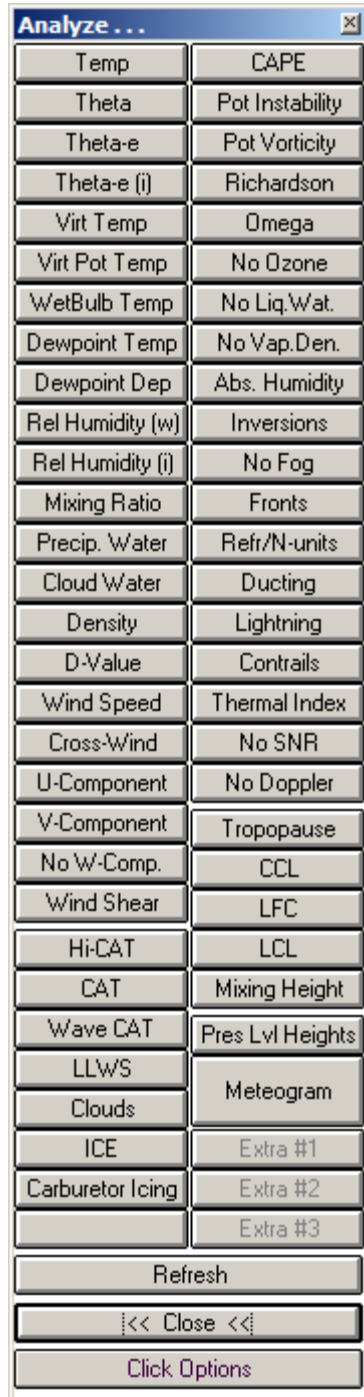 Analyze . . .
Temp
CAPE
Theta
Pot Instability
Theta-e
Pot Vorticity
Theta-e (i)
Richardson
Virt Temp
Omega
Virt Pot Temp
No Ozone
WetBulb Temp
No Liq.Wat.
Dewpoint Temp
No Vap.Den.
Dewpoint Dep
Abs. Humidity
Rel Humidity (w)
Inversions
Rel Humidity (i)
No Fog
Mixing Ratio
Fronts
Precip. Water
Refr/N-units
Cloud Water
Ducting
Density
Lightning
D-Value
Contrails
Wind Speed
Thermal Index
Cross-Wind
No SNR
U-Component
No Doppler
V-Component
Tropopause
No W-Comp.
CCL
Wind Shear
LFC
Hi-CAT
LCL
CAT
Mixing Height
Wave CAT
Pres Lvl Heights
LLWS
Meteogram
Clouds
ICE
Extra #1
Carburetor Icing
Extra #2
Extra #3
Refresh
|<< Close <<|
Click Options